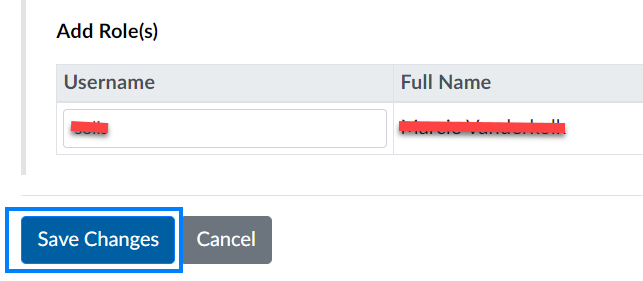 Add Role(s)
Username Full Name
Save Changes Cancel